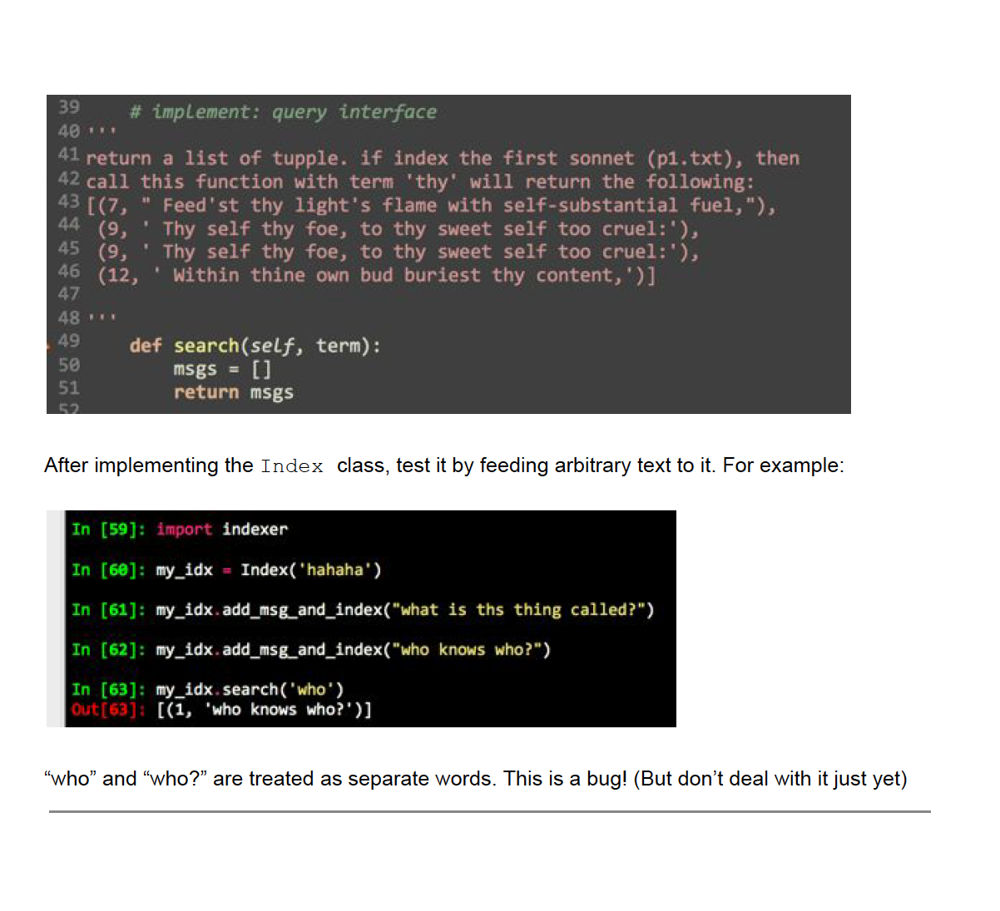 39 # implement: query interface
40 '''
41 return a list of tupple. if index the first sonnet (p1.txt), then
42 call this function with term 'thy' will return the following:
43 [(7, " Feed'st thy light's flame with self-substantial fuel,"),
44 (9, ' Thy self thy foe, to thy sweet self too cruel:'),
45 (9, ' Thy self thy foe, to thy sweet self too cruel:'),
46 (12, ' Within thine own bud buriest thy content,')]
47
48 '''
49 def search(self, term):
50 msgs = []
51 return msgs
52
After implementing the Index class, test it by feeding arbitrary text to it. For example:
In [59]: import indexer
In [60]: my_idx = Index('hahaha')
In [61]: my_idx.add_msg_and_index("what is ths thing called?")
In [62]: my_idx.add_msg_and_index("who knows who?")
In [63]: my_idx.search('who')
Out[63]: [(1, 'who knows who?')]
“who” and “who?” are treated as separate words. This is a bug! (But don’t deal with it just yet)